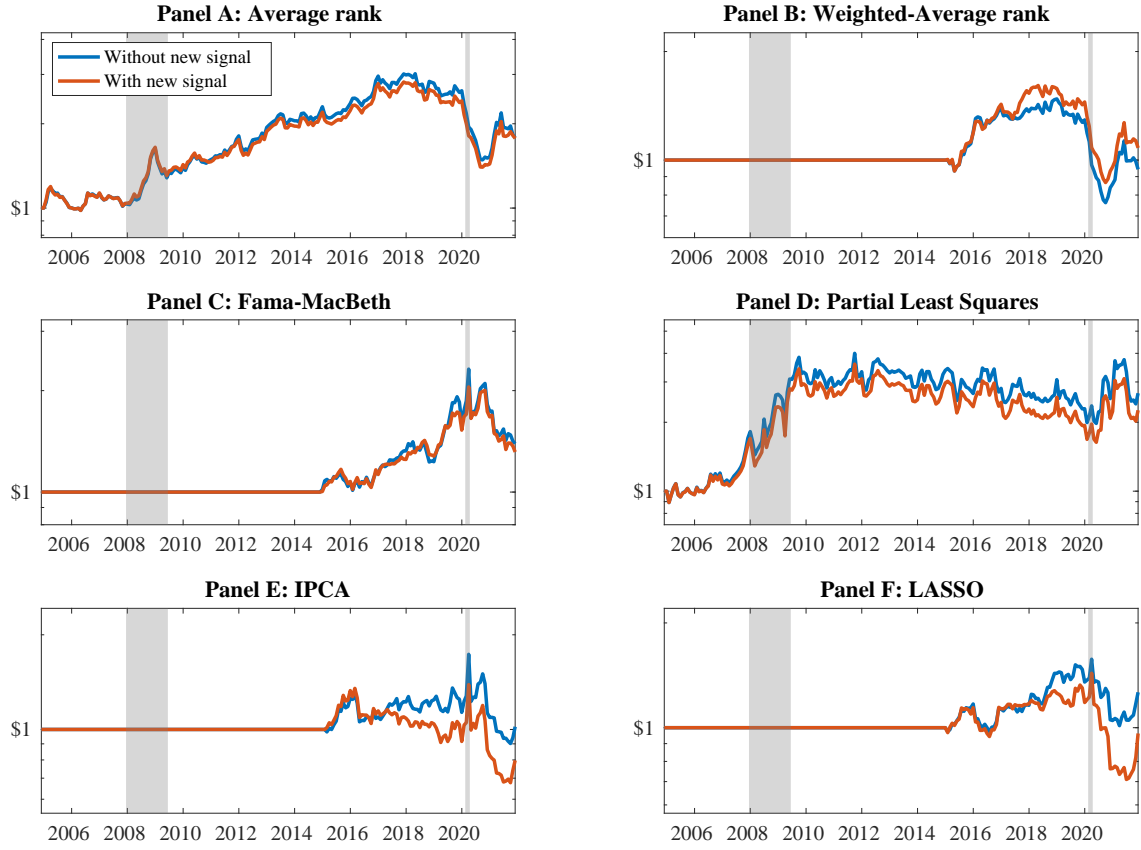 Panel A: Average rank
Without new signal
With new signal
$1
2006 2008 2010 2012 2014 2016 2018 2020
Panel B: Weighted-Average rank
$1
2006 2008 2010 2012 2014 2016 2018 2020
Panel C: Fama-MacBeth
$1
2006 2008 2010 2012 2014 2016 2018 2020
Panel D: Partial Least Squares
$1
2006 2008 2010 2012 2014 2016 2018 2020
Panel E: IPCA
$1
2006 2008 2010 2012 2014 2016 2018 2020
Panel F: LASSO
$1
2006 2008 2010 2012 2014 2016 2018 2020